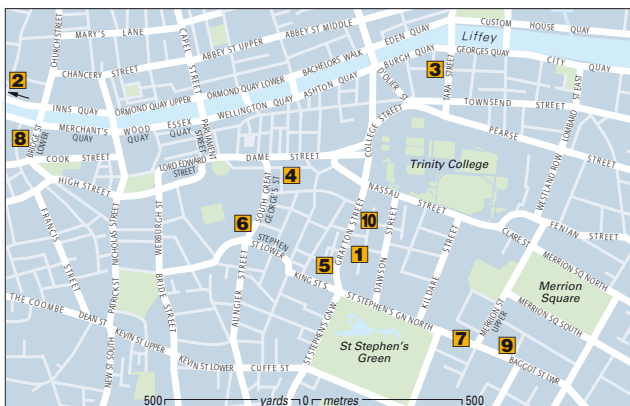 MARY'S LANE
CHURCH STREET
CAPEL STREET
ABBEY ST UPPER
ABBEY ST MIDDLE
EDEN QUAY
CUSTOM HOUSE QUAY
Liffey
BURGH QUAY
GEORGES QUAY
CITY QUAY
CHANCERY STREET
BACHELORS WALK
ORMOND QUAY LOWER
ORMOND QUAY UPPER
ASHTON QUAY
D'OLIER ST
3
TARA STREET
LOMBARD ST EAST
2
INNS QUAY
WELLINGTON QUAY
TOWNSEND STREET
ESSEX QUAY
WOOD QUAY
MERCHANT'S QUAY
8
BRIDGE ST LOWER
PARLIAMENT STREET
COLLEGE STREET
PEARSE STREET
COOK STREET
LORD EDWARD STREET
DAME STREET
Trinity College
WESTLAND ROW
4
HIGH STREET
SOUTH GREAT GEORGE'S ST
NASSAU STREET
FRANCIS STREET
NICHOLAS STREET
PATRICK ST
WERBURGH ST
BRIDE STREET
6
STEPHEN ST LOWER
GRAFTON STREET
10
1
DAWSON STREET
KILDARE STREET
CLARE ST
FENIAN STREET
MERRION SQ NORTH
Merrion Square
MERRION SQ SOUTH
5
KING ST S
AUNGIER STREET
ST STEPHEN'S GN NORTH
MERRION ST UPPER
THE COOMBE
DEAN ST
KEVIN ST UPPER
NEW ST SOUTH
KEVIN ST LOWER
CUFFE ST
ST STEPHEN'S GN W
St Stephen's Green
7
9
BAGGOT ST LWR
500 yards 0 metres 500